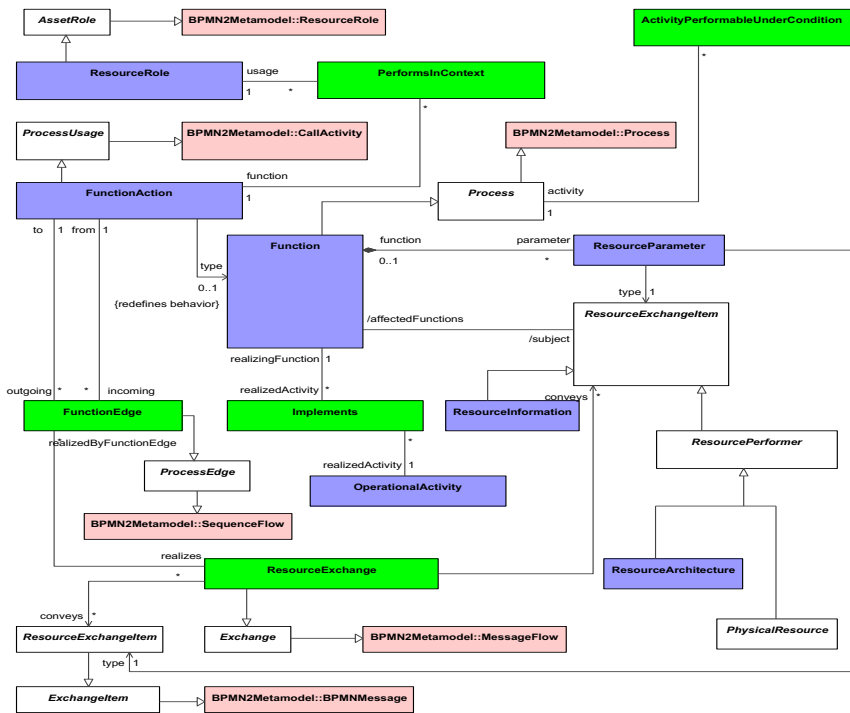 AssetRole
BPMN2Metamodel::ResourceRole
ActivityPerformableUnderCondition
ResourceRole
usage
1
*
PerformsInContext
*
*
ProcessUsage
BPMN2Metamodel::CallActivity
BPMN2Metamodel::Process
function
1
FunctionAction
Process
activity
1
to
1
from
1
type
0..1
{redefines behavior}
Function
function
0..1
parameter
*
ResourceParameter
type
1
ResourceExchangeItem
/affectedFunctions
/subject
realizingFunction
1
realizedActivity
*
outgoing
*
*
incoming
FunctionEdge
realizedByFunctionEdge
*
Implements
*
ResourceInformation
conveys
*
ResourcePerformer
ProcessEdge
realizedActivity
1
OperationalActivity
BPMN2Metamodel::SequenceFlow
realizes
*
ResourceExchange
ResourceArchitecture
conveys
*
ResourceExchangeItem
Exchange
BPMN2Metamodel::MessageFlow
PhysicalResource
type
1
ExchangeItem
BPMN2Metamodel::BPMNMessage